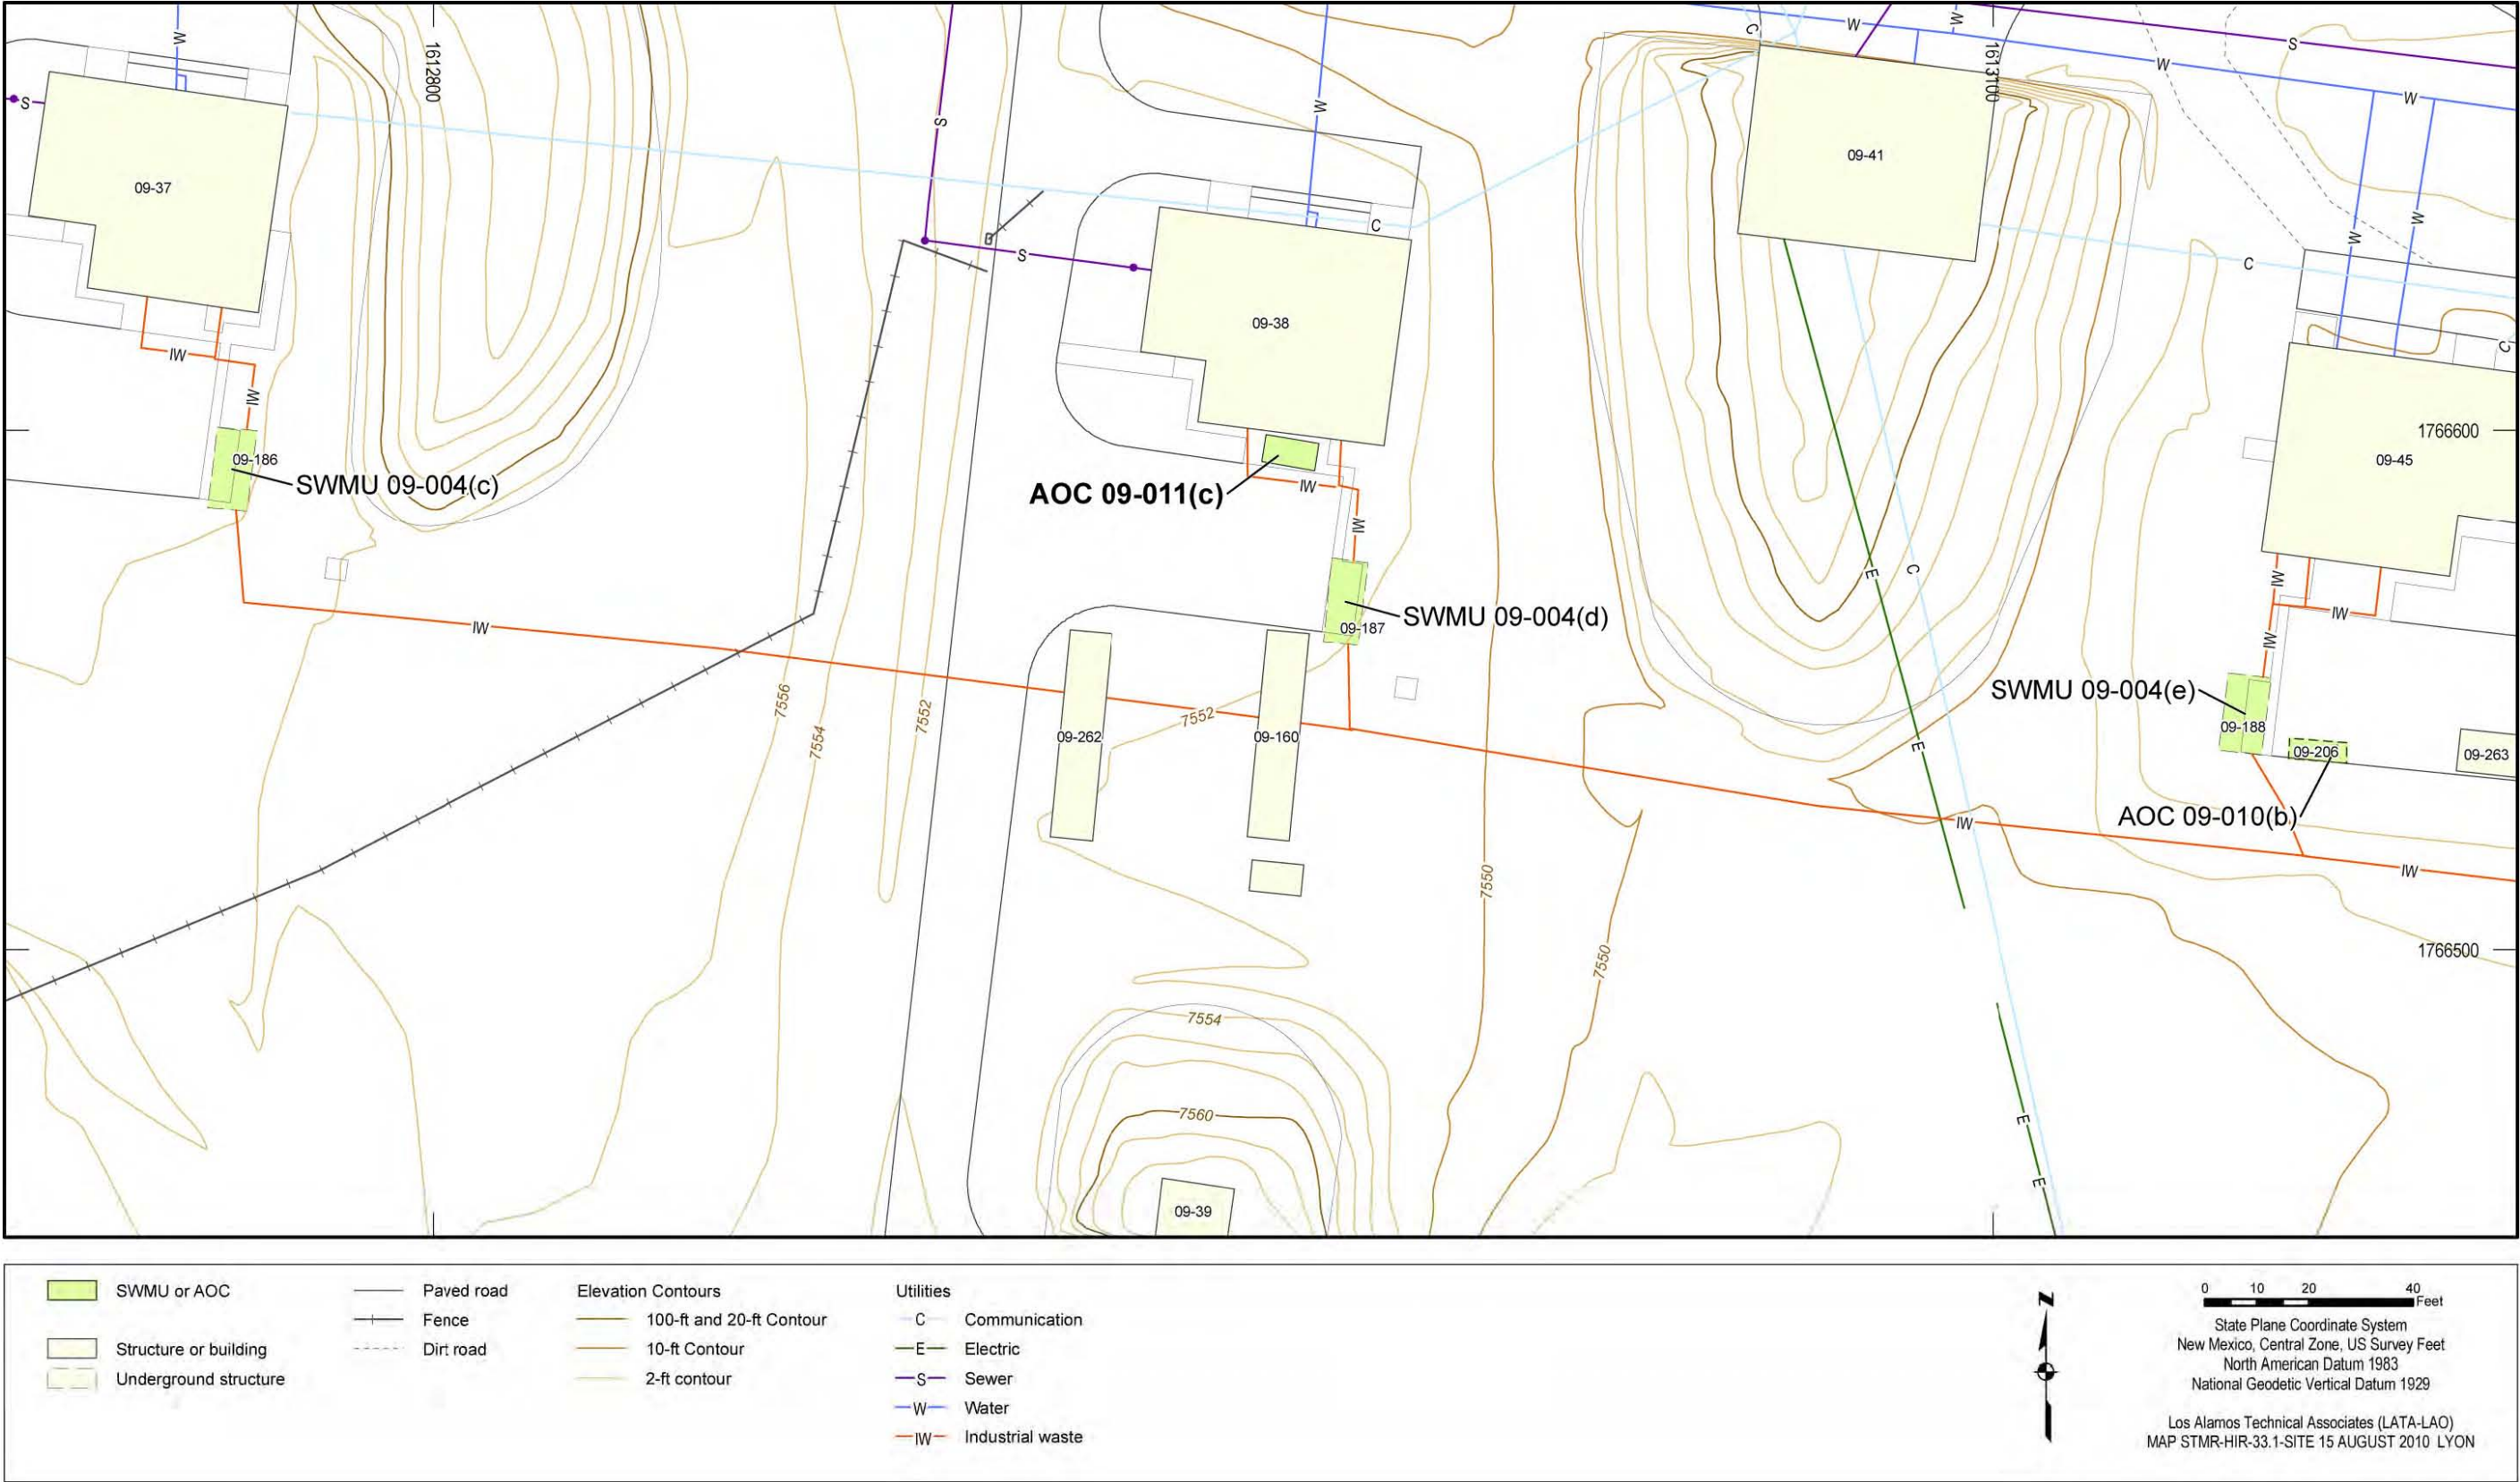 W
1612800
W
C
W
1613100
S
W
W
S
09-37
S
W
09-41
09-38
C
S
W
W
C
C
IW
IW
1766600
09-45
09-186
SWMU 09-004(c)
AOC 09-011(c)
IW
IW
E
C
IW
IW
IW
SWMU 09-004(d)
09-187
IW
7556
7554
7552
7552
09-262
09-160
E
SWMU 09-004(e)
09-188
09-206
09-263
AOC 09-010(b)
IW
IW
7550
7550
1766500
7554
7560
E
E
09-39
SWMU or AOC
Structure or building
Underground structure
Paved road
Fence
Dirt road
Elevation Contours
100-ft and 20-ft Contour
10-ft Contour
2-ft contour
Utilities
C Communication
E Electric
S Sewer
W Water
IW Industrial waste
N
0 10 20 40
Feet
State Plane Coordinate System
New Mexico, Central Zone, US Survey Feet
North American Datum 1983
National Geodetic Vertical Datum 1929
Los Alamos Technical Associates (LATA-LAO)
MAP STMR-HIR-33.1-SITE 15 AUGUST 2010 LYON